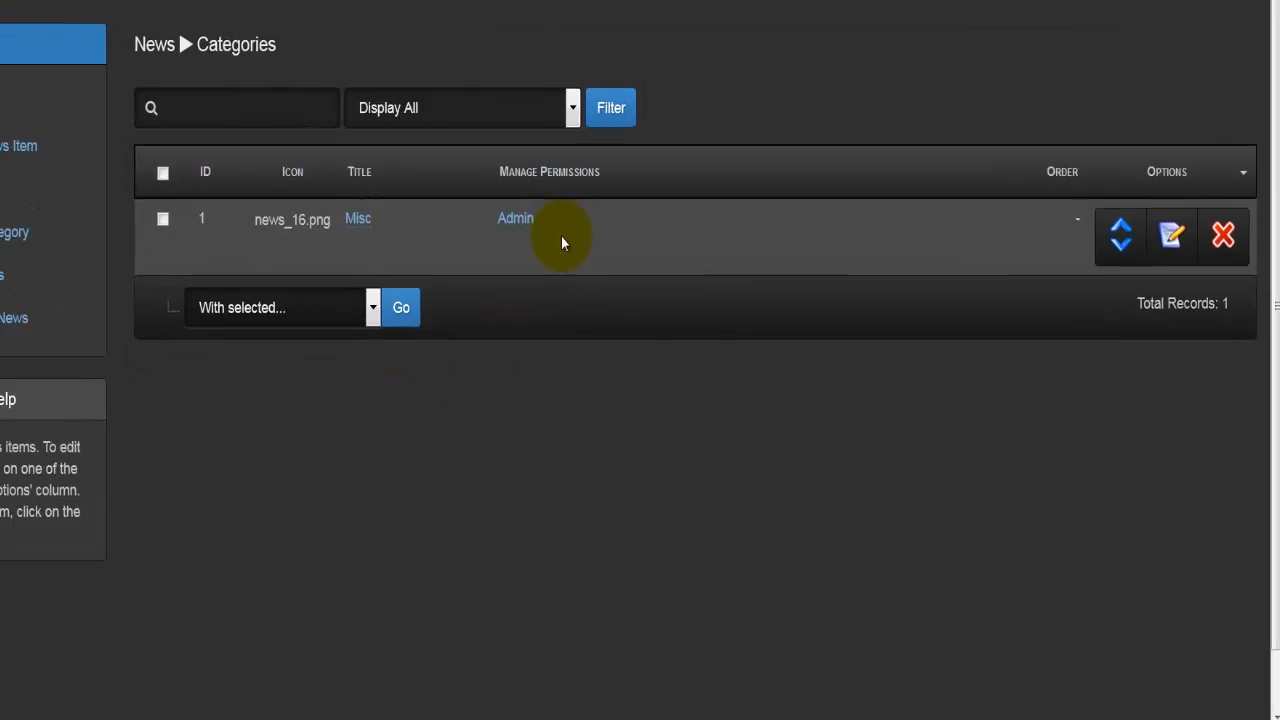 News ▶ Categories
Display All
Filter
ID Icon Title Manage Permissions Order Options
1 news_16.png Misc Admin -
With selected... Go Total Records: 1
s Item
egory
s
News
elp
s items. To edit
on one of the
ptions' column.
m, click on the